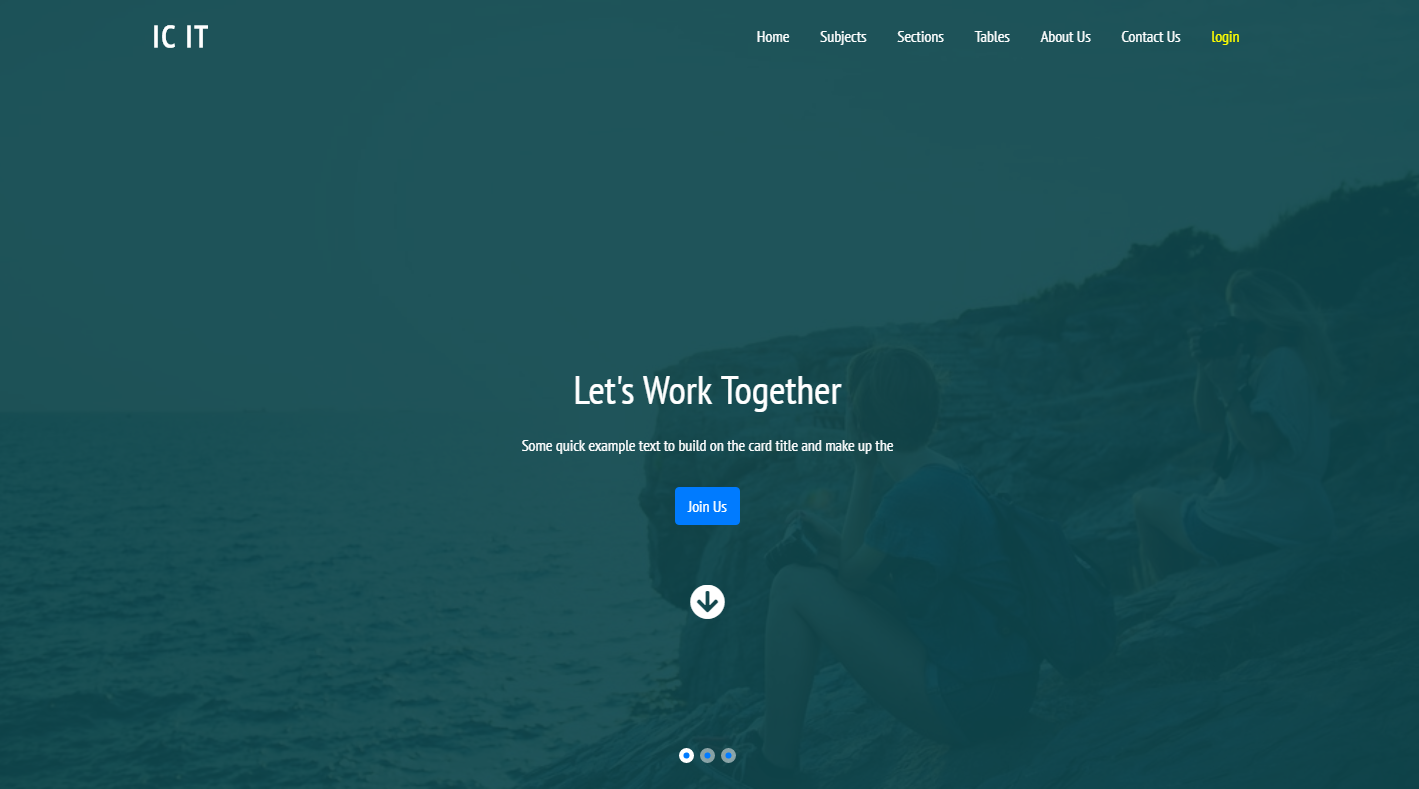 IC IT
Home Subjects Sections Tables About Us Contact Us login
Let's Work Together
Some quick example text to build on the card title and make up the
Join Us